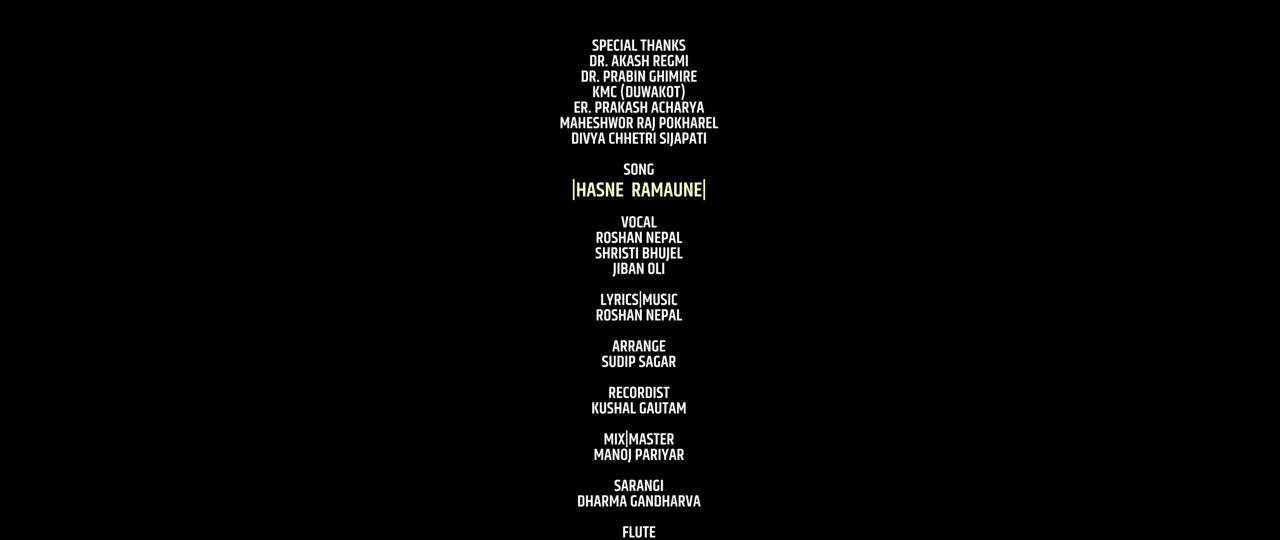 SPECIAL THANKS
DR. AKASH REGMI
DR. PRABIN GHIMIRE
KMC (DUWAKOT)
ER. PRAKASH ACHARYA
MAHESHWOR RAJ POKHAREL
DIVYA CHHETRI SIJAPATI
SONG
|HASNE RAMAUNE|
VOCAL
ROSHAN NEPAL
SHRISTI BHUJEL
JIBAN OLI
LYRICS|MUSIC
ROSHAN NEPAL
ARRANGE
SUDIP SAGAR
RECORDIST
KUSHAL GAUTAM
MIX|MASTER
MANOJ PARIYAR
SARANGI
DHARMA GANDHARVA
FLUTE